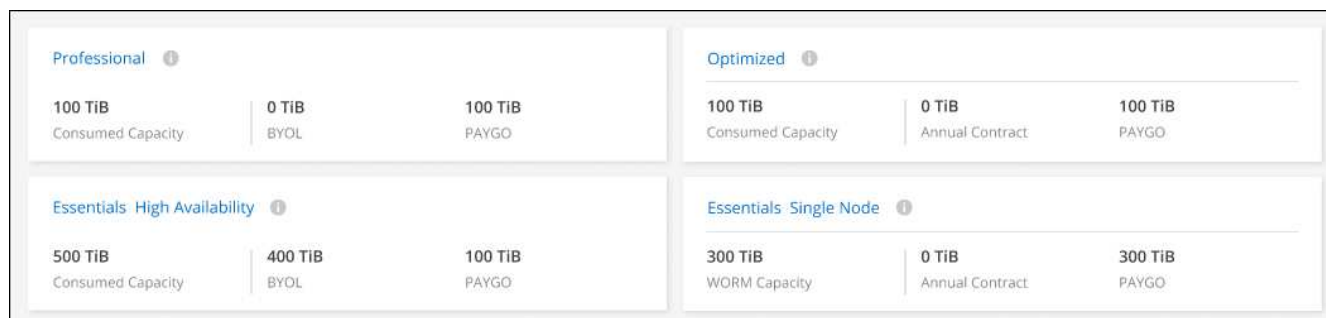 Professional
100 TiB 0 TiB 100 TiB
Consumed Capacity BYOL PAYGO
Optimized
100 TiB 0 TiB 100 TiB
Consumed Capacity Annual Contract PAYGO
Essentials High Availability
500 TiB 400 TiB 100 TiB
Consumed Capacity BYOL PAYGO
Essentials Single Node
300 TiB 0 TiB 300 TiB
WORM Capacity Annual Contract PAYGO